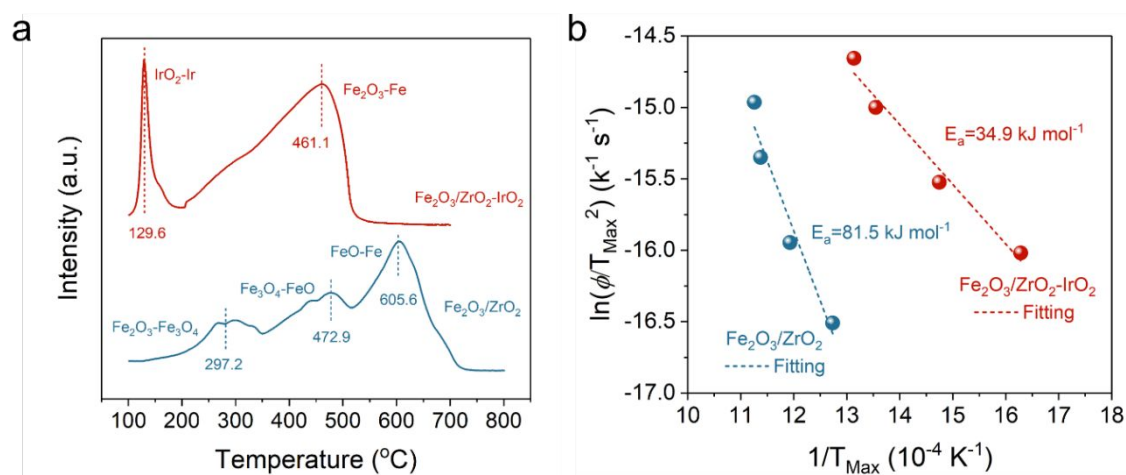 a
IrO₂-Ir
Fe₂O₃-Fe
461.1
129.6
Fe₂O₃/ZrO₂-IrO₂
FeO-Fe
Fe₃O₄-FeO
605.6
Fe₂O₃/ZrO₂
Fe₂O₃-Fe₃O₄
472.9
297.2
Intensity (a.u.)
100 200 300 400 500 600 700 800
Temperature (°C)
b
-14.5
-15.0
-15.5
-16.0
-16.5
-17.0
ln(ϕ/T_Max²) (k⁻¹ s⁻¹)
Eₐ=34.9 kJ mol⁻¹
Eₐ=81.5 kJ mol⁻¹
Fe₂O₃/ZrO₂-IrO₂
Fitting
Fe₂O₃/ZrO₂
Fitting
10 11 12 13 14 15 16 17 18
1/T_Max (10⁻⁴ K⁻¹)